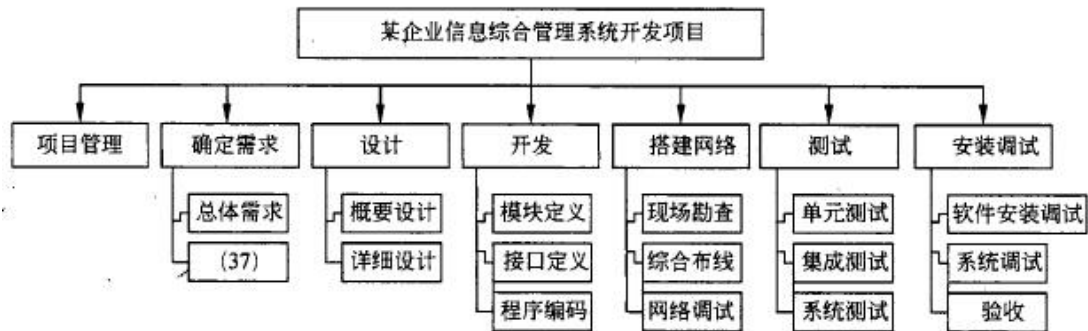 某企业信息综合管理系统开发项目
项目管理
确定需求
设计
开发
搭建网络
测试
安装调试
总体需求
概要设计
模块定义
现场勘查
单元测试
软件安装调试
(37)
详细设计
接口定义
综合布线
集成测试
系统调试
程序编码
网络调试
系统测试
验收